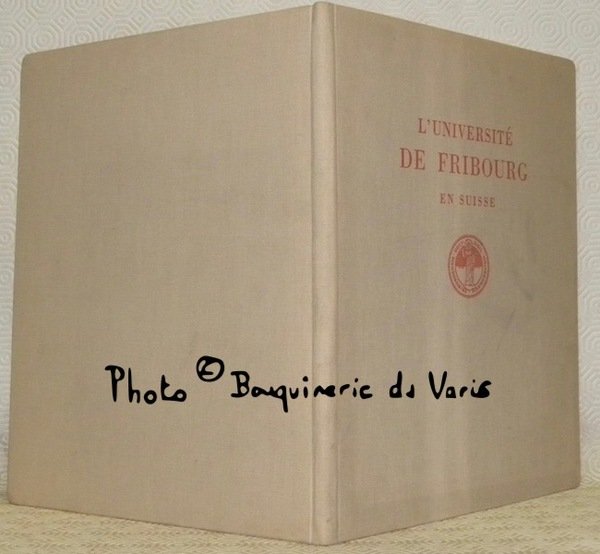 L'UNIVERSITÉ
DE FRIBOURG
EN SUISSE
Photo © Bouquinerie du Varis